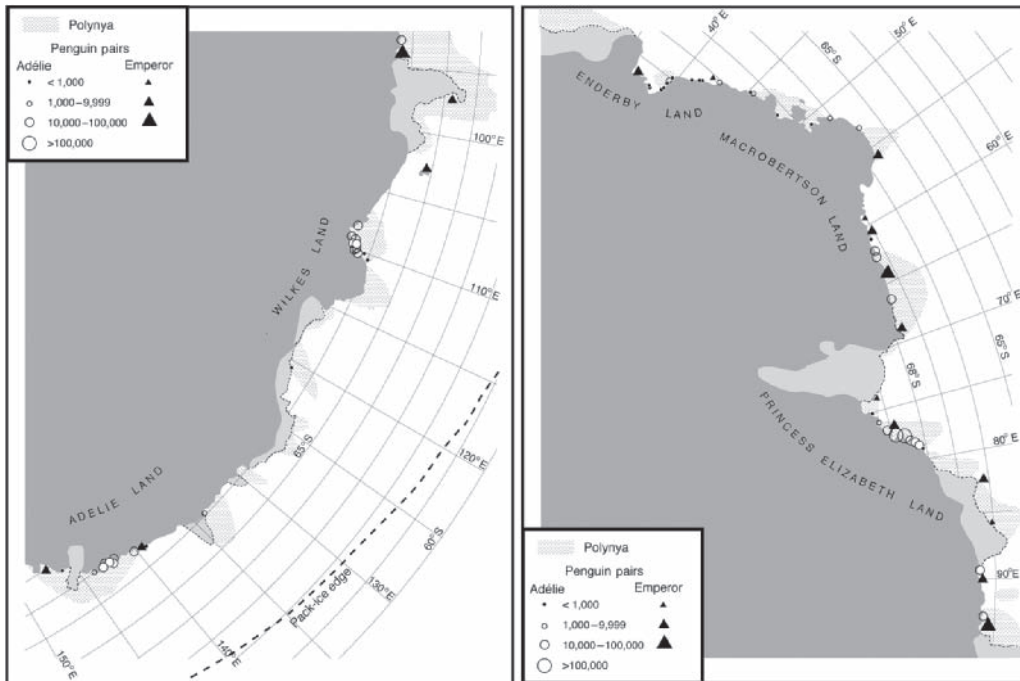 Polynya
Penguin pairs
Adélie Emperor
< 1,000
1,000–9,999
10,000–100,000
>100,000
100°E
WILKES LAND
110°E
65°S
120°E
ADELIE LAND
60°S
Pack-ice edge
130°E
140°E
150°E
40°E
50°E
65°S
ENDERBY LAND
60°E
MACROBERTSON LAND
70°E
65°S
68°S
PRINCESS ELIZABETH LAND
80°E
90°E
Polynya
Penguin pairs
Adélie Emperor
< 1,000
1,000–9,999
10,000–100,000
>100,000